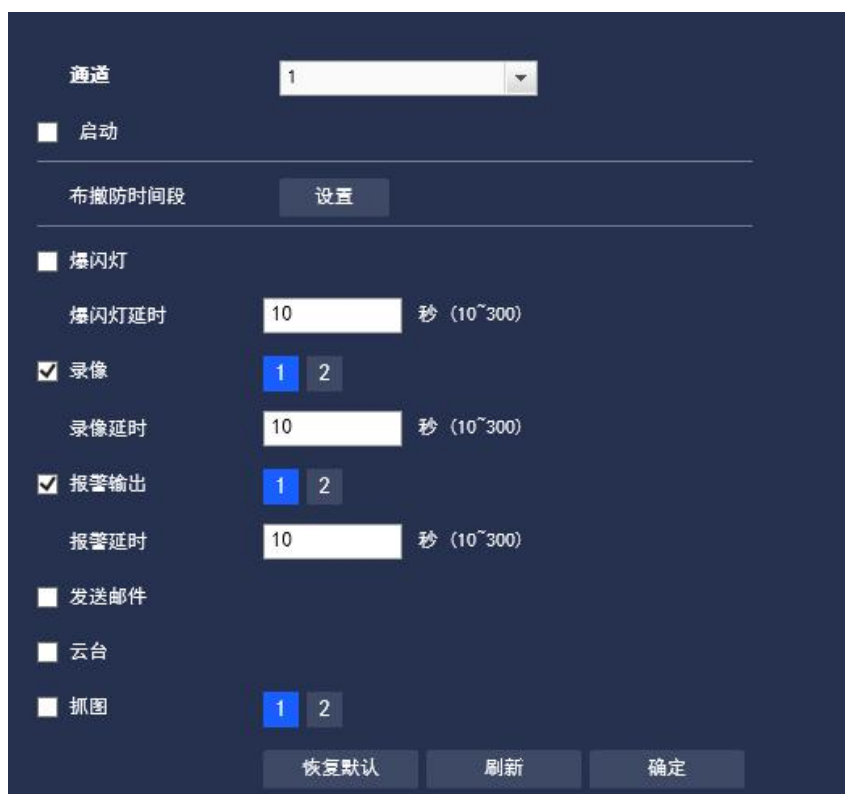 通道 1
启动
布撤防时间段 设置
爆闪灯
爆闪灯延时 10 秒 (10~300)
录像 1 2
录像延时 10 秒 (10~300)
报警输出 1 2
报警延时 10 秒 (10~300)
发送邮件
云台
抓图 1 2
恢复默认 刷新 确定